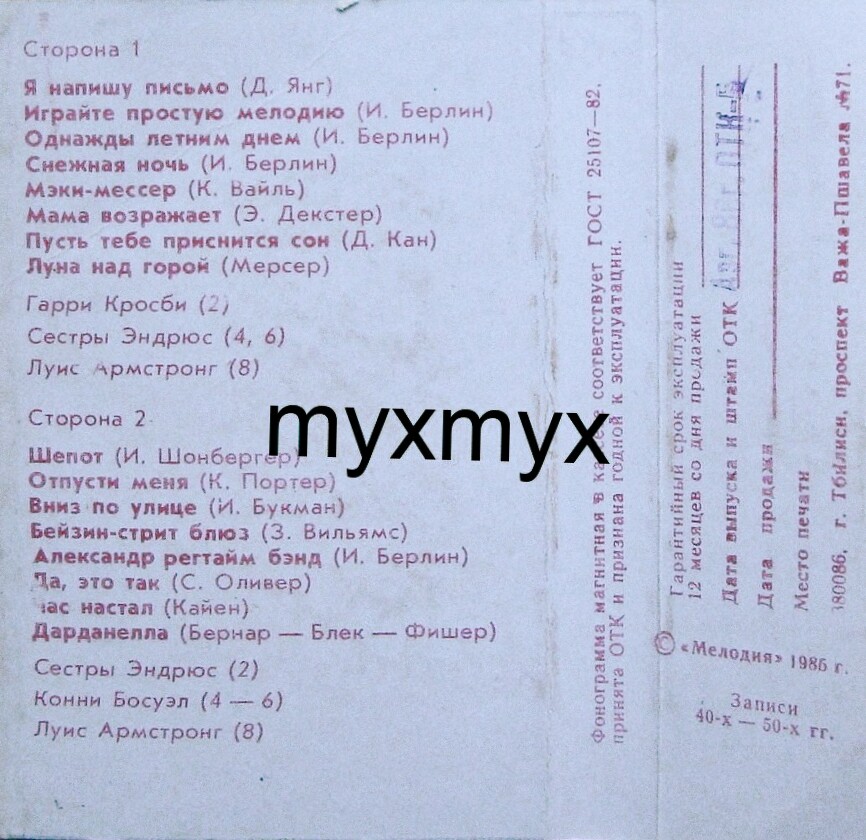 Сторона 1
Я напишу письмо (Д. Янг)
Играйте простую мелодию (И. Берлин)
Однажды летним днем (И. Берлин)
Снежная ночь (И. Берлин)
Мэки-мессер (К. Вайль)
Мама возражает (Э. Декстер)
Пусть тебе приснится сон (Д. Кан)
Луна над горой (Мерсер)
Гарри Кросби (2)
Сестры Эндрюс (4, 6)
Луис Армстронг (8)
Сторона 2
Шепот (И. Шонбергер)
Отпусти меня (К. Портер)
Вниз по улице (И. Букман)
Бейзин-стрит блюз (З. Вильямс)
Александр регтайм бэнд (И. Берлин)
Да, это так (С. Оливер)
час настал (Кайен)
Дарданелла (Бернар — Блек — Фишер)
Сестры Эндрюс (2)
Конни Босуэл (4 — 6)
Луис Армстронг (8)
myxmyx
Фонограмма магнитная в кассете соответствует ГОСТ 25107—82,
принята ОТК и признана годной к эксплуатации.
Гарантийный срок эксплуатации
12 месяцев со дня продажи
Дата выпуска и штамп ОТК
Дата продажи
Место печати
380086, г. Тбилиси, проспект Важа-Пшавела №71.
© «Мелодия» 1986 г.
Записи
40-х — 50-х гг.